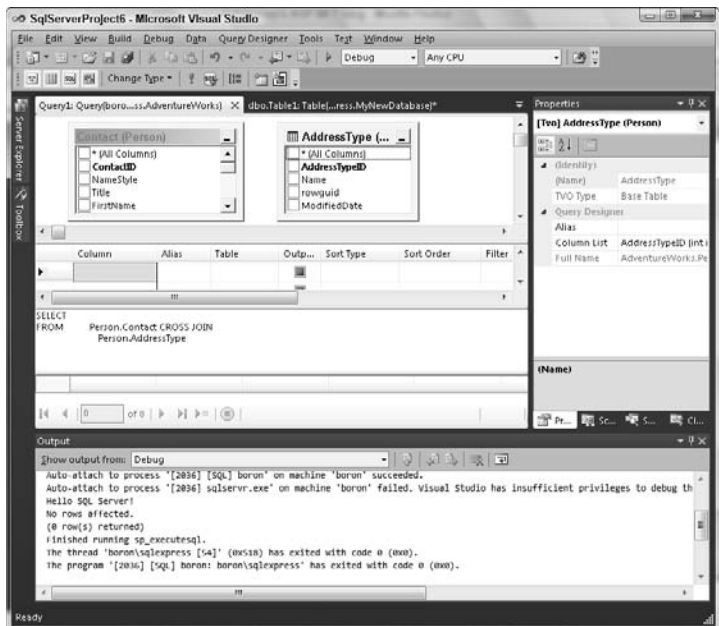 SqlServerProject6 - Microsoft Visual Studio
File Edit View Build Debug Data Query Designer Tools Test Window Help
Debug Any CPU
Change Type
Server Explorer
Toolbox
Query1: Query(boro...ss.AdventureWorks) dbo.Table1: Table(...ress.MyNewDatabase)*
Contact (Person)
* (All Columns)
ContactID
NameStyle
Title
FirstName
AddressType (...
* (All Columns)
AddressTypeID
Name
rowguid
ModifiedDate
Column Alias Table Outp... Sort Type Sort Order Filter
SELECT
FROM Person.Contact CROSS JOIN
Person.AddressType
0 of 0
Properties
[Tvo] AddressType (Person)
(Identity)
(Name) AddressType
TVO Type Base Table
Query Designer
Alias
Column List AddressTypeID (int i
Full Name AdventureWorks.Pe
(Name)
Pr... Sc... S... Cl...
Output
Show output from: Debug
Auto-attach to process '[2036] [SQL] boron' on machine 'boron' succeeded.
Auto-attach to process '[2036] sqlservr.exe' on machine 'boron' failed. Visual Studio has insufficient privileges to debug th
Hello SQL Server!
No rows affected.
(0 row(s) returned)
Finished running sp_executesql.
The thread 'boron\sqlexpress [54]' (0x518) has exited with code 0 (0x0).
The program '[2036] [SQL] boron: boron\sqlexpress' has exited with code 0 (0x0).
Ready